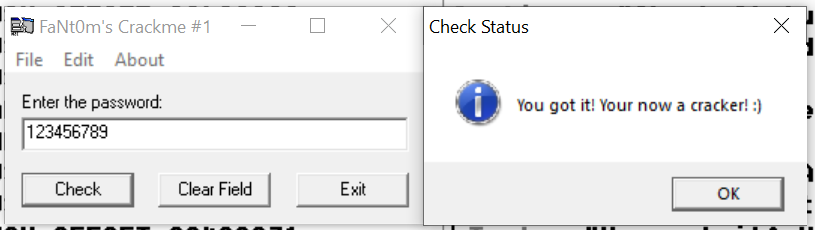 FaNt0m's Crackme #1
File Edit About
Enter the password:
123456789
Check Clear Field Exit
Check Status
You got it! Your now a cracker! :)
OK